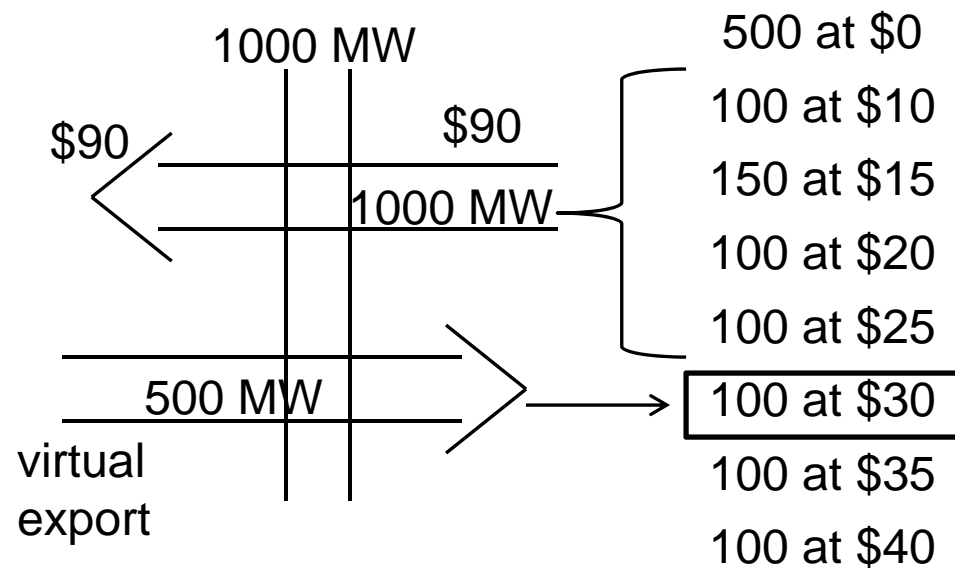 1000 MW
$90
$90
1000 MW
500 MW
virtual
export
500 at $0
100 at $10
150 at $15
100 at $20
100 at $25
100 at $30
100 at $35
100 at $40